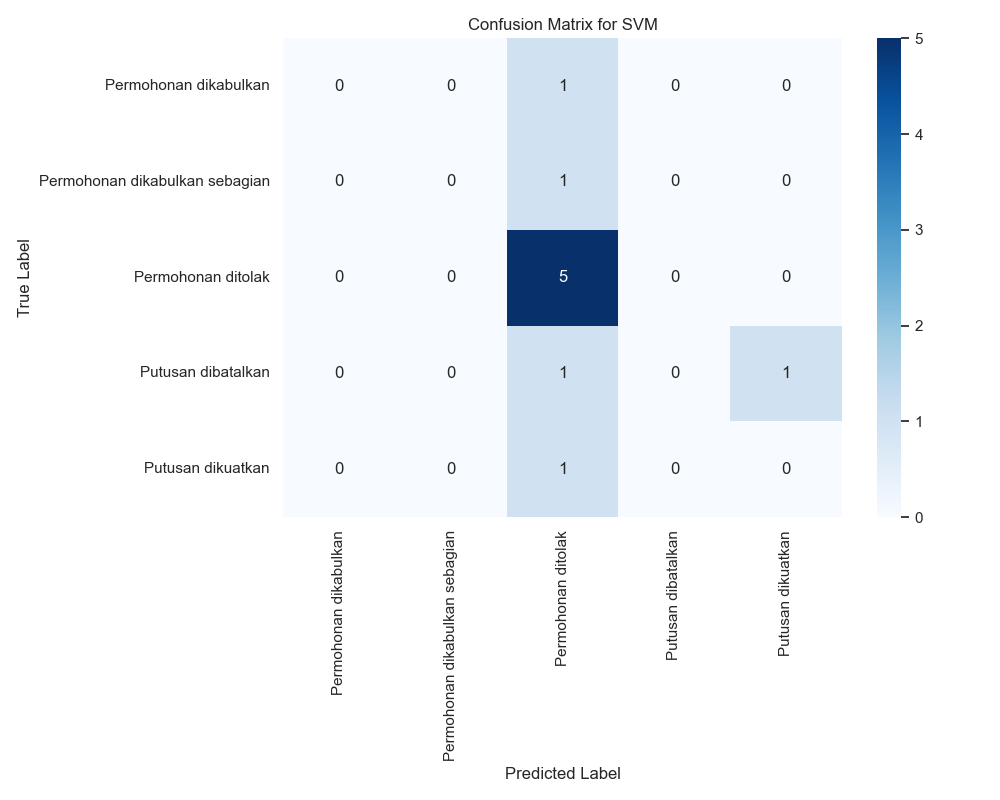 Confusion Matrix for SVM
True Label
Permohonan dikabulkan
0 0 1 0 0
Permohonan dikabulkan sebagian
0 0 1 0 0
Permohonan ditolak
0 0 5 0 0
Putusan dibatalkan
0 0 1 0 1
Putusan dikuatkan
0 0 1 0 0
Permohonan dikabulkan
Permohonan dikabulkan sebagian
Permohonan ditolak
Putusan dibatalkan
Putusan dikuatkan
Predicted Label
5
4
3
2
1
0